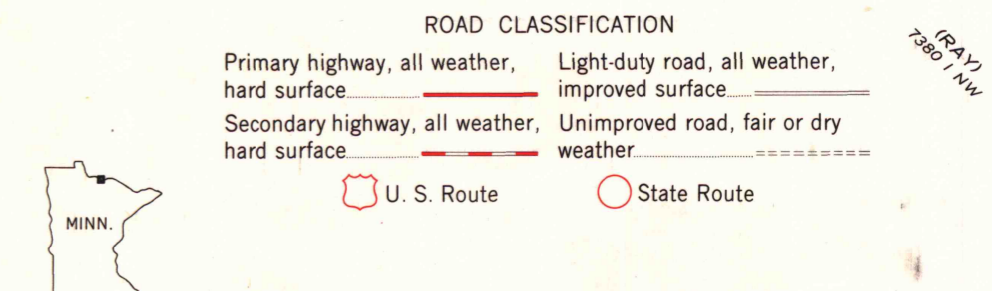 ROAD CLASSIFICATION
Primary highway, all weather,
hard surface
Light-duty road, all weather,
improved surface
Secondary highway, all weather,
hard surface
Unimproved road, fair or dry
weather
U. S. Route
State Route
MINN.
(RAY)
7380 I NW